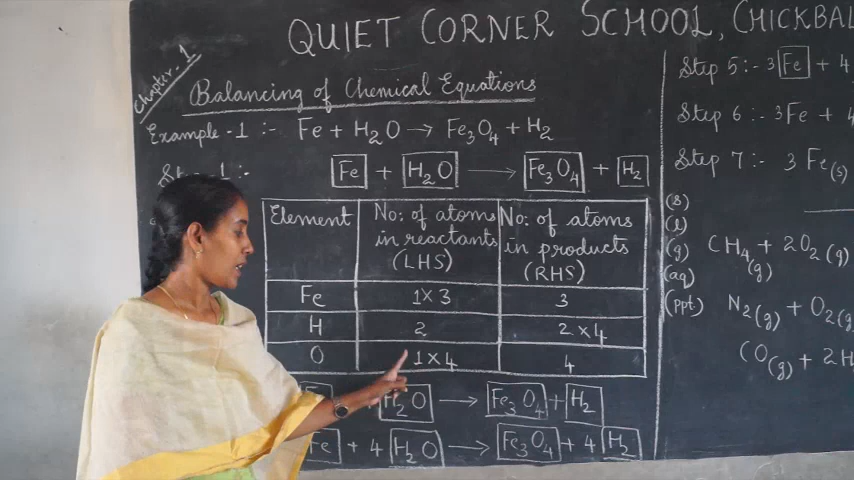 QUIET CORNER SCHOOL, CHICKBAL
Chapter-1
Balancing of Chemical Equations
Example-1 :- Fe + H₂O → Fe₃O₄ + H₂
1 :-
Fe + H₂O → Fe₃O₄ + H₂
Element No: of atoms in reactants (LHS) No: of atoms in products (RHS)
Fe 1×3 3
H 2 2×4
O 1×4 4
H₂O → Fe₃O₄ + H₂
Fe + 4 H₂O → Fe₃O₄ + 4 H₂
Step 5:- 3 Fe + 4
Step 6:- 3Fe + 4
Step 7:- 3 Fe(s)
(s)
(l)
(g)
(aq)
(ppt)
CH₄(g) + 2O₂(g)
N₂(g) + O₂(g)
CO(g) + 2H